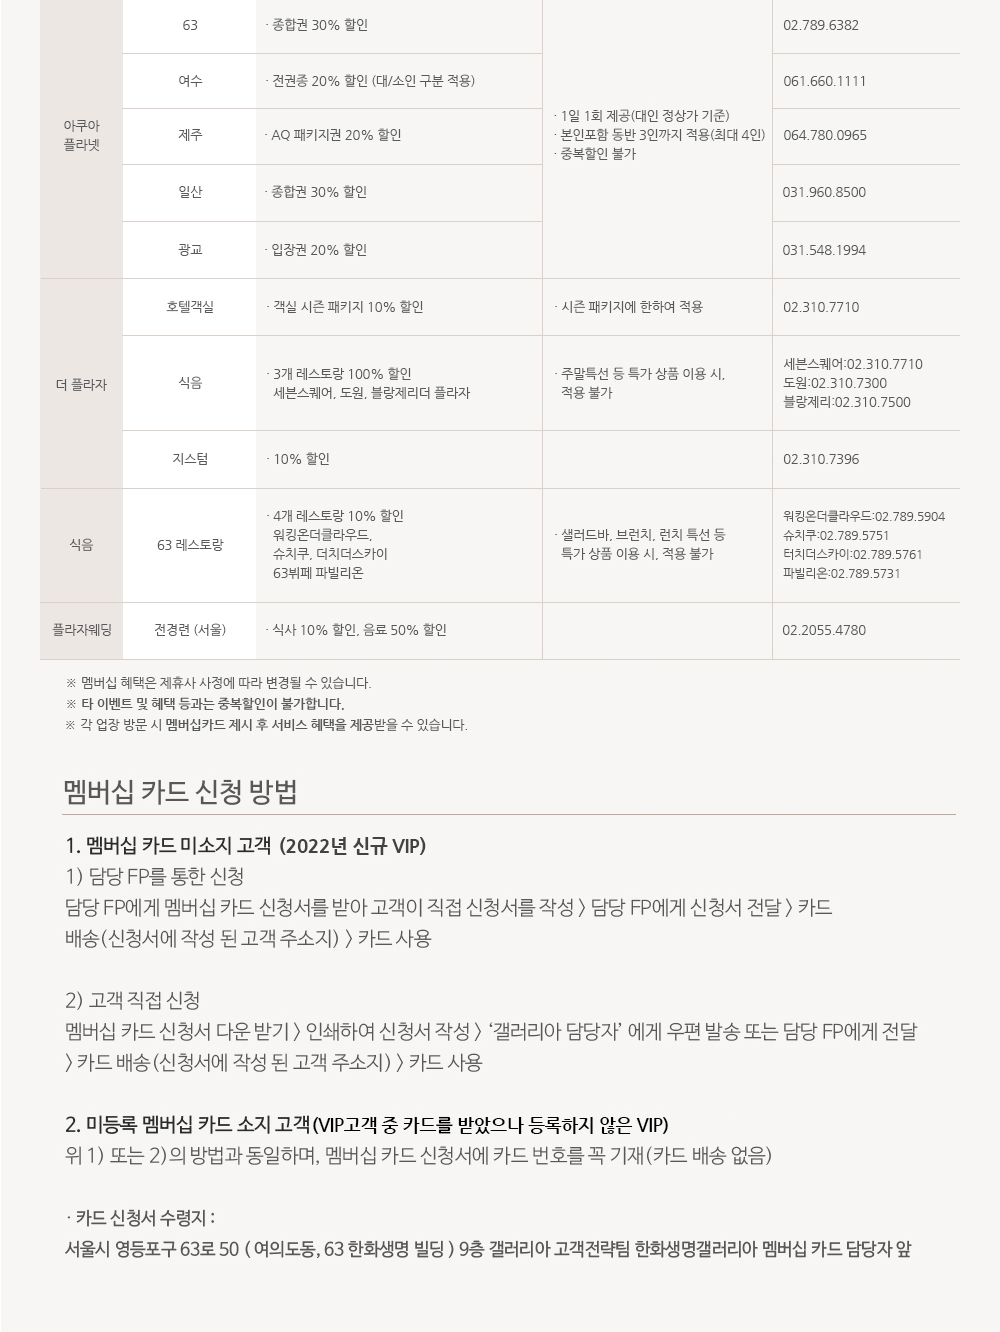 63
· 종합권 30% 할인
02.789.6382
여수
· 전권종 20% 할인 (대/소인 구분 적용)
061.660.1111
아쿠아
플라넷
제주
· AQ 패키지권 20% 할인
· 1일 1회 제공(대인 정상가 기준)
· 본인포함 동반 3인까지 적용(최대 4인)
· 중복할인 불가
064.780.0965
일산
· 종합권 30% 할인
031.960.8500
광교
· 입장권 20% 할인
031.548.1994
더 플라자
호텔객실
· 객실 시즌 패키지 10% 할인
· 시즌 패키지에 한하여 적용
02.310.7710
식음
· 3개 레스토랑 100% 할인
세븐스퀘어, 도원, 블랑제리더 플라자
· 주말특선 등 특가 상품 이용 시,
적용 불가
세븐스퀘어:02.310.7710
도원:02.310.7300
블랑제리:02.310.7500
지스텀
· 10% 할인
02.310.7396
식음
63 레스토랑
· 4개 레스토랑 10% 할인
워킹온더클라우드,
슈치쿠, 더치더스카이
63뷔페 파빌리온
· 샐러드바, 브런치, 런치 특선 등
특가 상품 이용 시, 적용 불가
워킹온더클라우드:02.789.5904
슈치쿠:02.789.5751
터치더스카이:02.789.5761
파빌리온:02.789.5731
플라자웨딩
전경련 (서울)
· 식사 10% 할인, 음료 50% 할인
02.2055.4780
※ 멤버십 혜택은 제휴사 사정에 따라 변경될 수 있습니다.
※ 타 이벤트 및 혜택 등과는 중복할인이 불가합니다.
※ 각 업장 방문 시 멤버십카드 제시 후 서비스 혜택을 제공받을 수 있습니다.
멤버십 카드 신청 방법
1. 멤버십 카드 미소지 고객 (2022년 신규 VIP)
1) 담당 FP를 통한 신청
담당 FP에게 멤버십 카드 신청서를 받아 고객이 직접 신청서를 작성 > 담당 FP에게 신청서 전달 > 카드
배송(신청서에 작성 된 고객 주소지) > 카드 사용
2) 고객 직접 신청
멤버십 카드 신청서 다운 받기 > 인쇄하여 신청서 작성 > ‘갤러리아 담당자’ 에게 우편 발송 또는 담당 FP에게 전달
> 카드 배송(신청서에 작성 된 고객 주소지) > 카드 사용
2. 미등록 멤버십 카드 소지 고객(VIP고객 중 카드를 받았으나 등록하지 않은 VIP)
위 1) 또는 2)의 방법과 동일하며, 멤버십 카드 신청서에 카드 번호를 꼭 기재(카드 배송 없음)
· 카드 신청서 수령지 :
서울시 영등포구 63로 50 ( 여의도동, 63 한화생명 빌딩 ) 9층 갤러리아 고객전략팀 한화생명갤러리아 멤버십 카드 담당자 앞